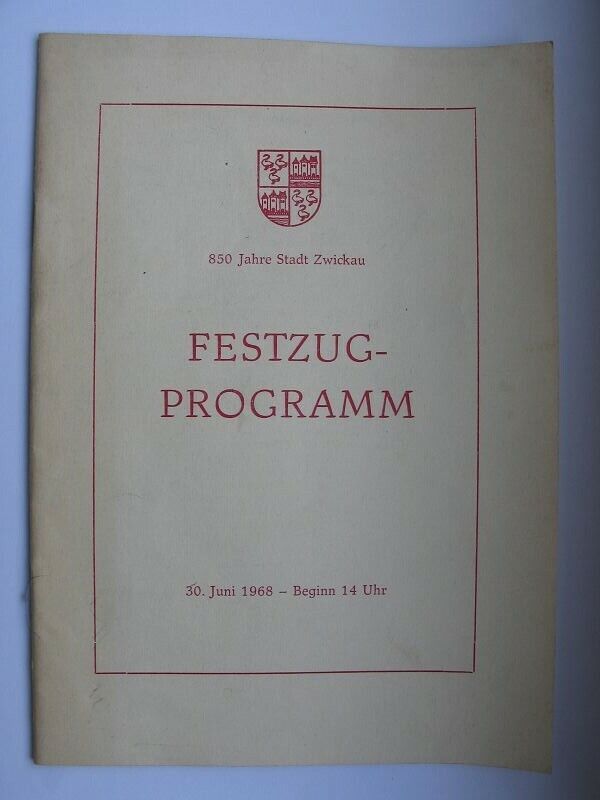 850 Jahre Stadt Zwickau
FESTZUG-
PROGRAMM
30. Juni 1968 – Beginn 14 Uhr